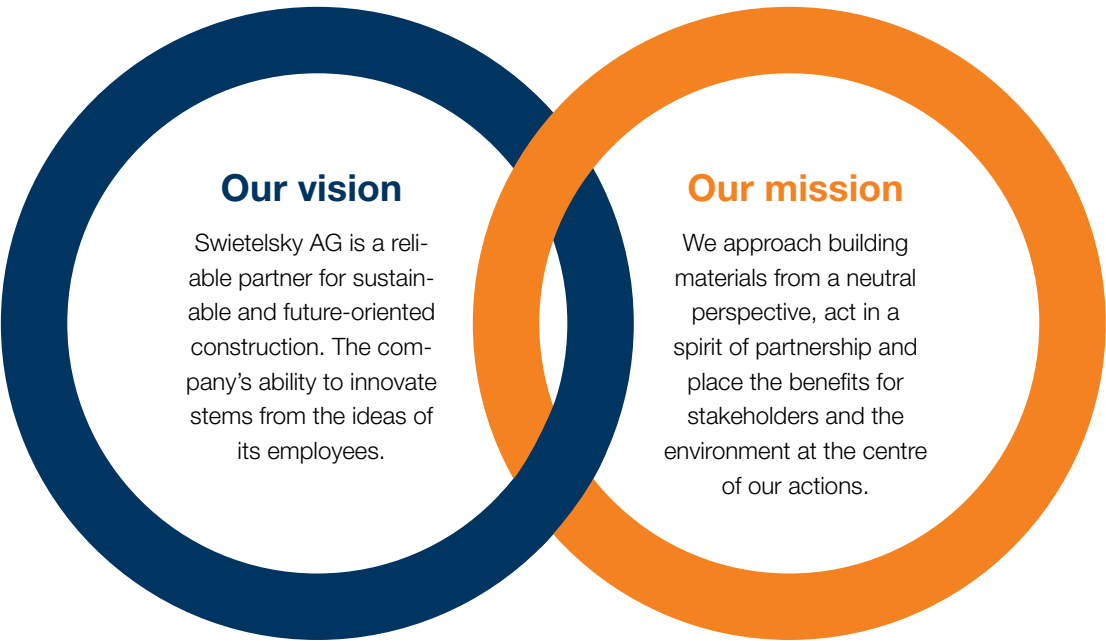 Our vision
Swietelsky AG is a reli-
able partner for sustain-
able and future-oriented
construction. The com-
pany’s ability to innovate
stems from the ideas of
its employees.
Our mission
We approach building
materials from a neutral
perspective, act in a
spirit of partnership and
place the benefits for
stakeholders and the
environment at the centre
of our actions.